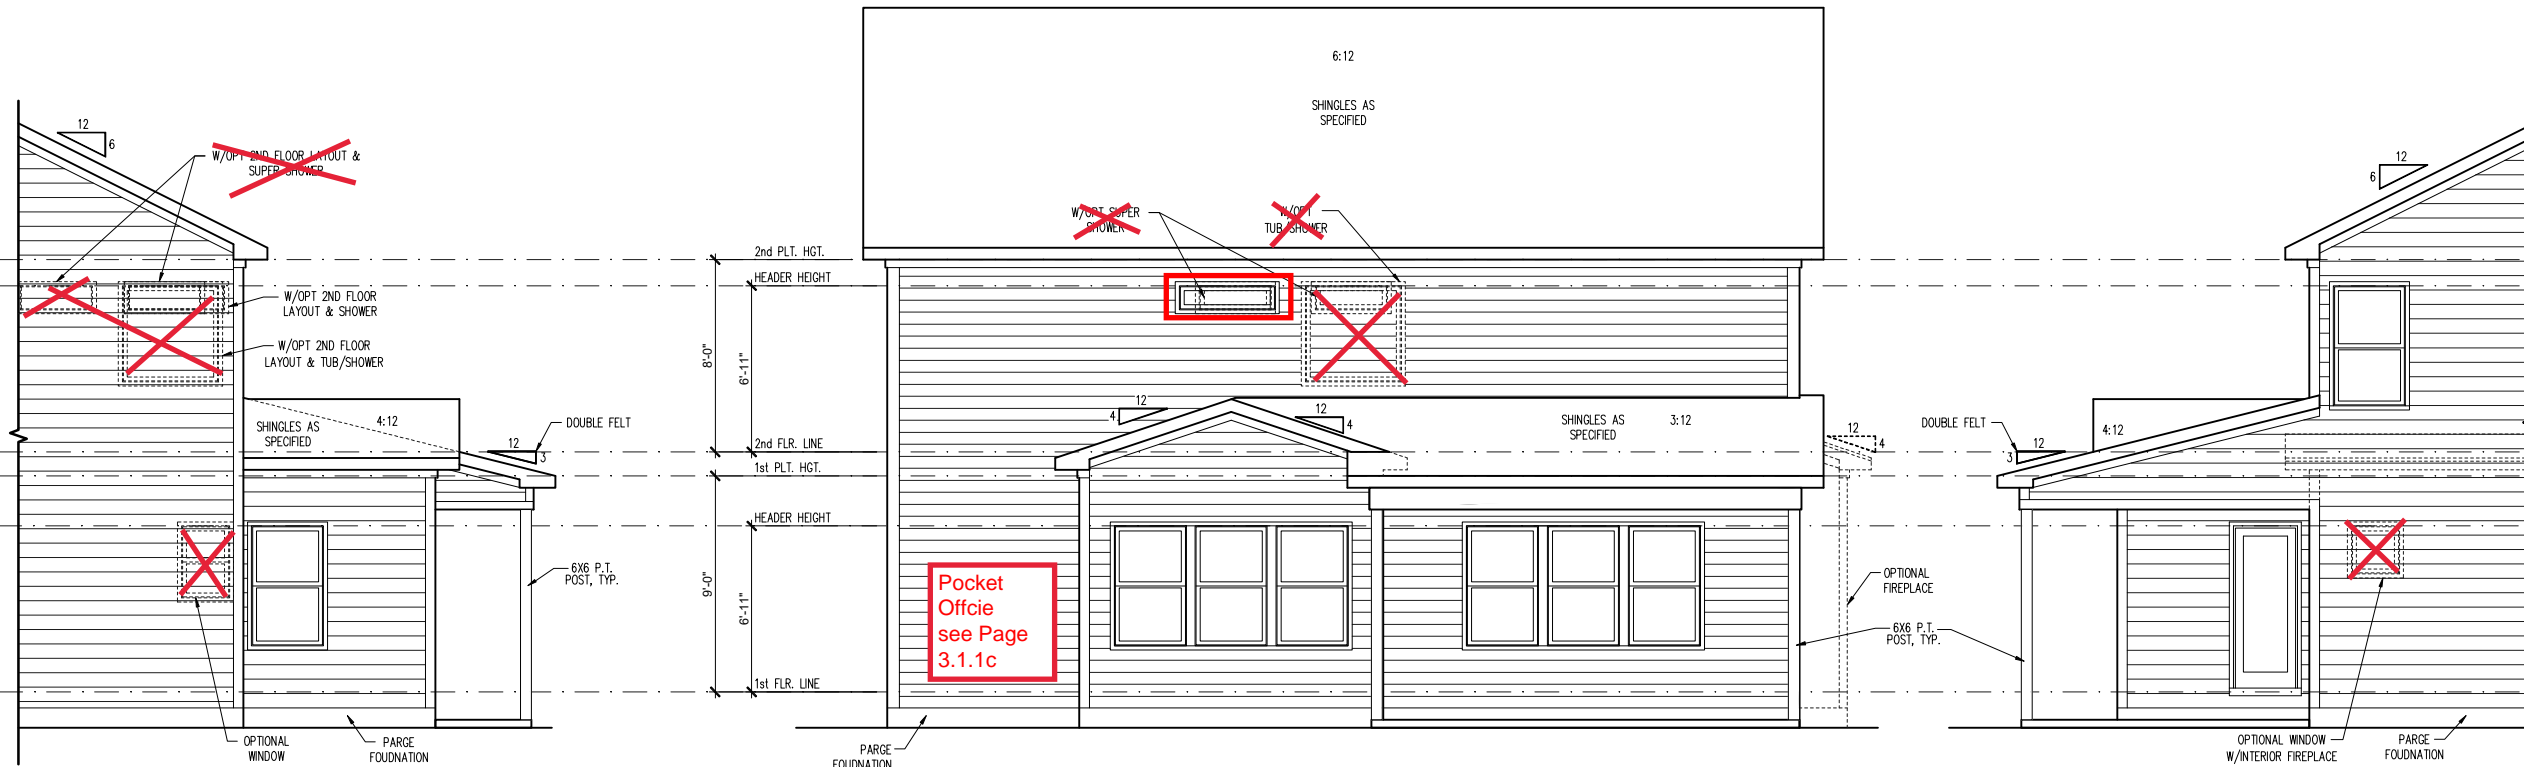 12
6
W/OPT 2ND FLOOR LAYOUT &
SUPER SHOWER
W/OPT 2ND FLOOR
LAYOUT & SHOWER
W/OPT 2ND FLOOR
LAYOUT & TUB/SHOWER
4:12
SHINGLES AS
SPECIFIED
DOUBLE FELT
12
3
6X6 P.T.
POST, TYP.
OPTIONAL
WINDOW
PARGE
FOUDNATION
8'-0"
6'-11"
9'-0"
6'-11"
2nd PLT. HGT.
HEADER HEIGHT
2nd FLR. LINE
1st PLT. HGT.
HEADER HEIGHT
1st FLR. LINE
6:12
SHINGLES AS
SPECIFIED
W/OPT SUPER
SHOWER
W/OPT
TUB/SHOWER
12
4
12
4
SHINGLES AS
SPECIFIED
3:12
12
4
Pocket
Offcie
see Page
3.1.1c
PARGE
FOUDNATION
OPTIONAL
FIREPLACE
6X6 P.T.
POST, TYP.
12
6
DOUBLE FELT
12
3
4:12
OPTIONAL WINDOW
W/INTERIOR FIREPLACE
PARGE
FOUDNATION